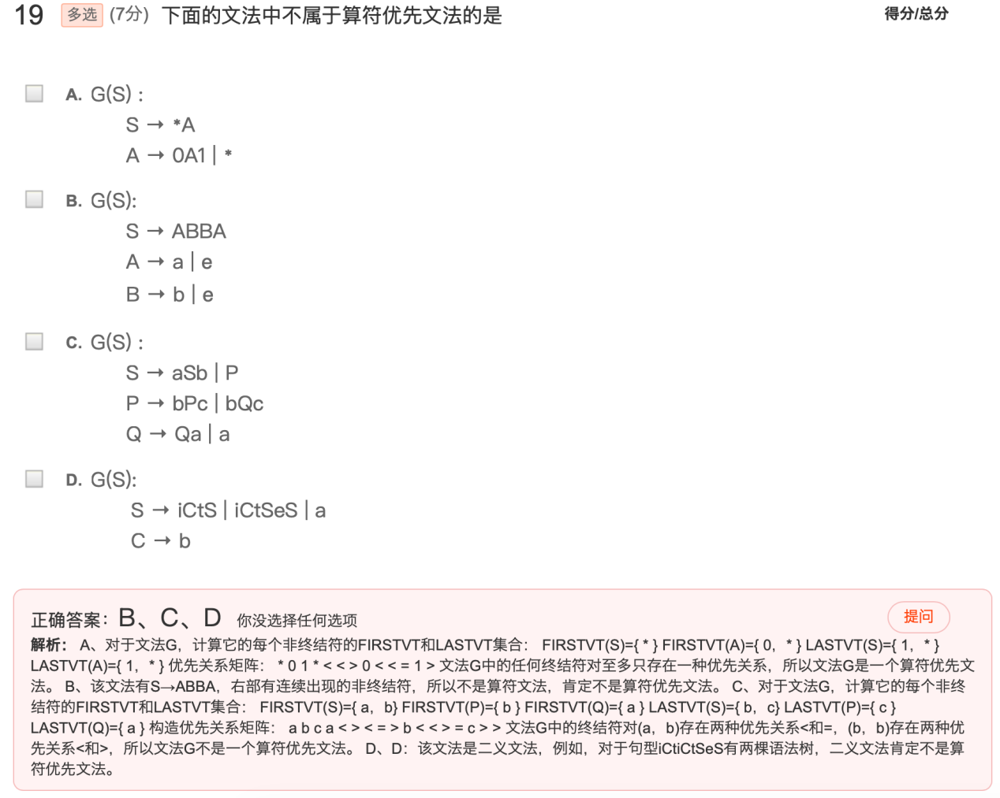 19 多选 (7分) 下面的文法中不属于算符优先文法的是 得分/总分
A. G(S) :
S → *A
A → 0A1 | *
B. G(S):
S → ABBA
A → a | e
B → b | e
C. G(S) :
S → aSb | P
P → bPc | bQc
Q → Qa | a
D. G(S):
S → iCtS | iCtSeS | a
C → b
正确答案：B、C、D 你没选择任何选项 提问
解析： A、对于文法G，计算它的每个非终结符的FIRSTVT和LASTVT集合： FIRSTVT(S)={ * } FIRSTVT(A)={ 0， * } LASTVT(S)={ 1， * }
LASTVT(A)={ 1， * } 优先关系矩阵： * 0 1 * < < > 0 < < = 1 > 文法G中的任何终结符对至多只存在一种优先关系，所以文法G是一个算符优先文
法。 B、该文法有S→ABBA，右部有连续出现的非终结符，所以不是算符文法，肯定不是算符优先文法。 C、对于文法G，计算它的每个非终
结符的FIRSTVT和LASTVT集合： FIRSTVT(S)={ a， b} FIRSTVT(P)={ b } FIRSTVT(Q)={ a } LASTVT(S)={ b， c} LASTVT(P)={ c }
LASTVT(Q)={ a } 构造优先关系矩阵： a b c a < > < = > b < < > = c > > 文法G中的终结符对(a，b)存在两种优先关系<和=，(b，b)存在两种优
先关系<和>，所以文法G不是一个算符优先文法。 D、D：该文法是二义文法，例如，对于句型iCtiCtSeS有两棵语法树，二义文法肯定不是算
符优先文法。